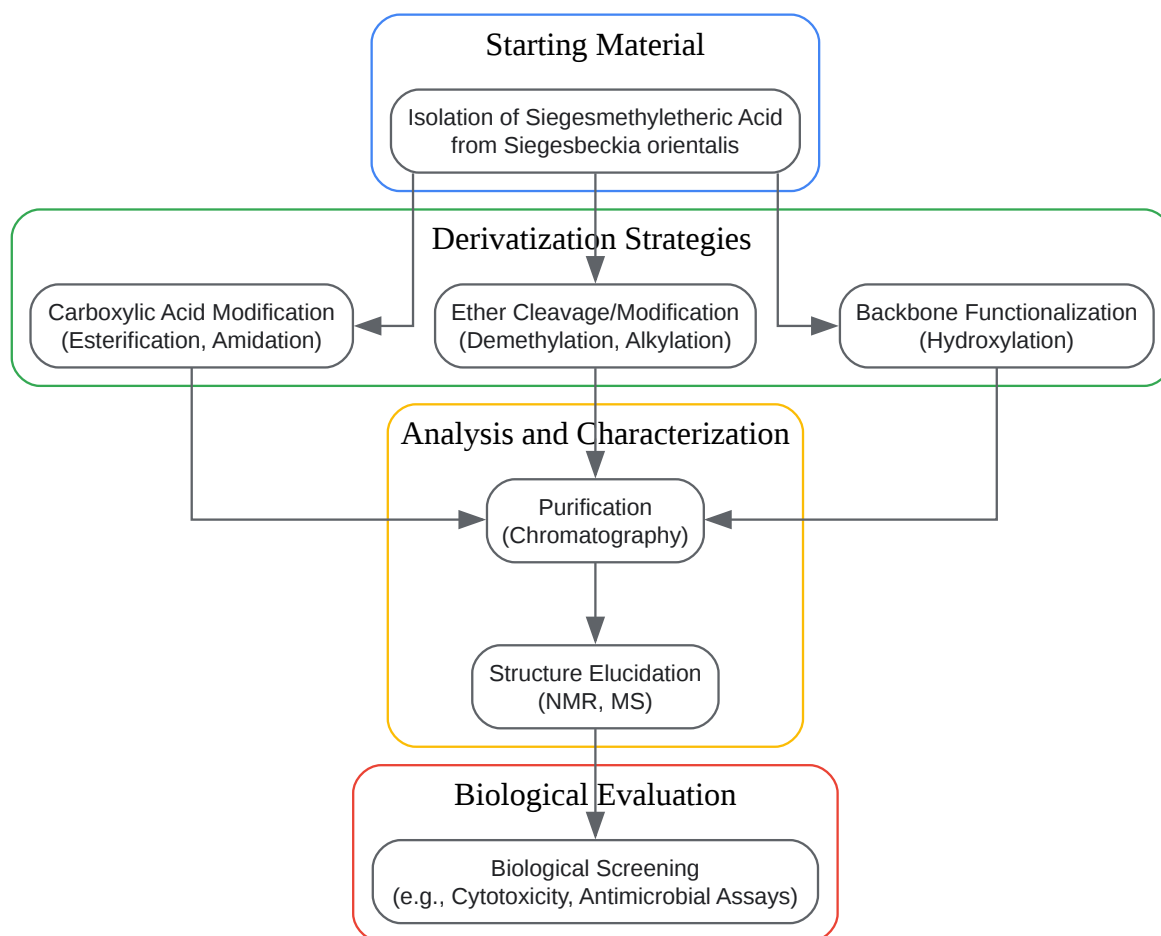 Starting Material
Isolation of Siegesmethyletheric Acid
from Siegesbeckia orientalis
Derivatization Strategies
Carboxylic Acid Modification
(Esterification, Amidation)
Ether Cleavage/Modification
(Demethylation, Alkylation)
Backbone Functionalization
(Hydroxylation)
Analysis and Characterization
Purification
(Chromatography)
Structure Elucidation
(NMR, MS)
Biological Evaluation
Biological Screening
(e.g., Cytotoxicity, Antimicrobial Assays)